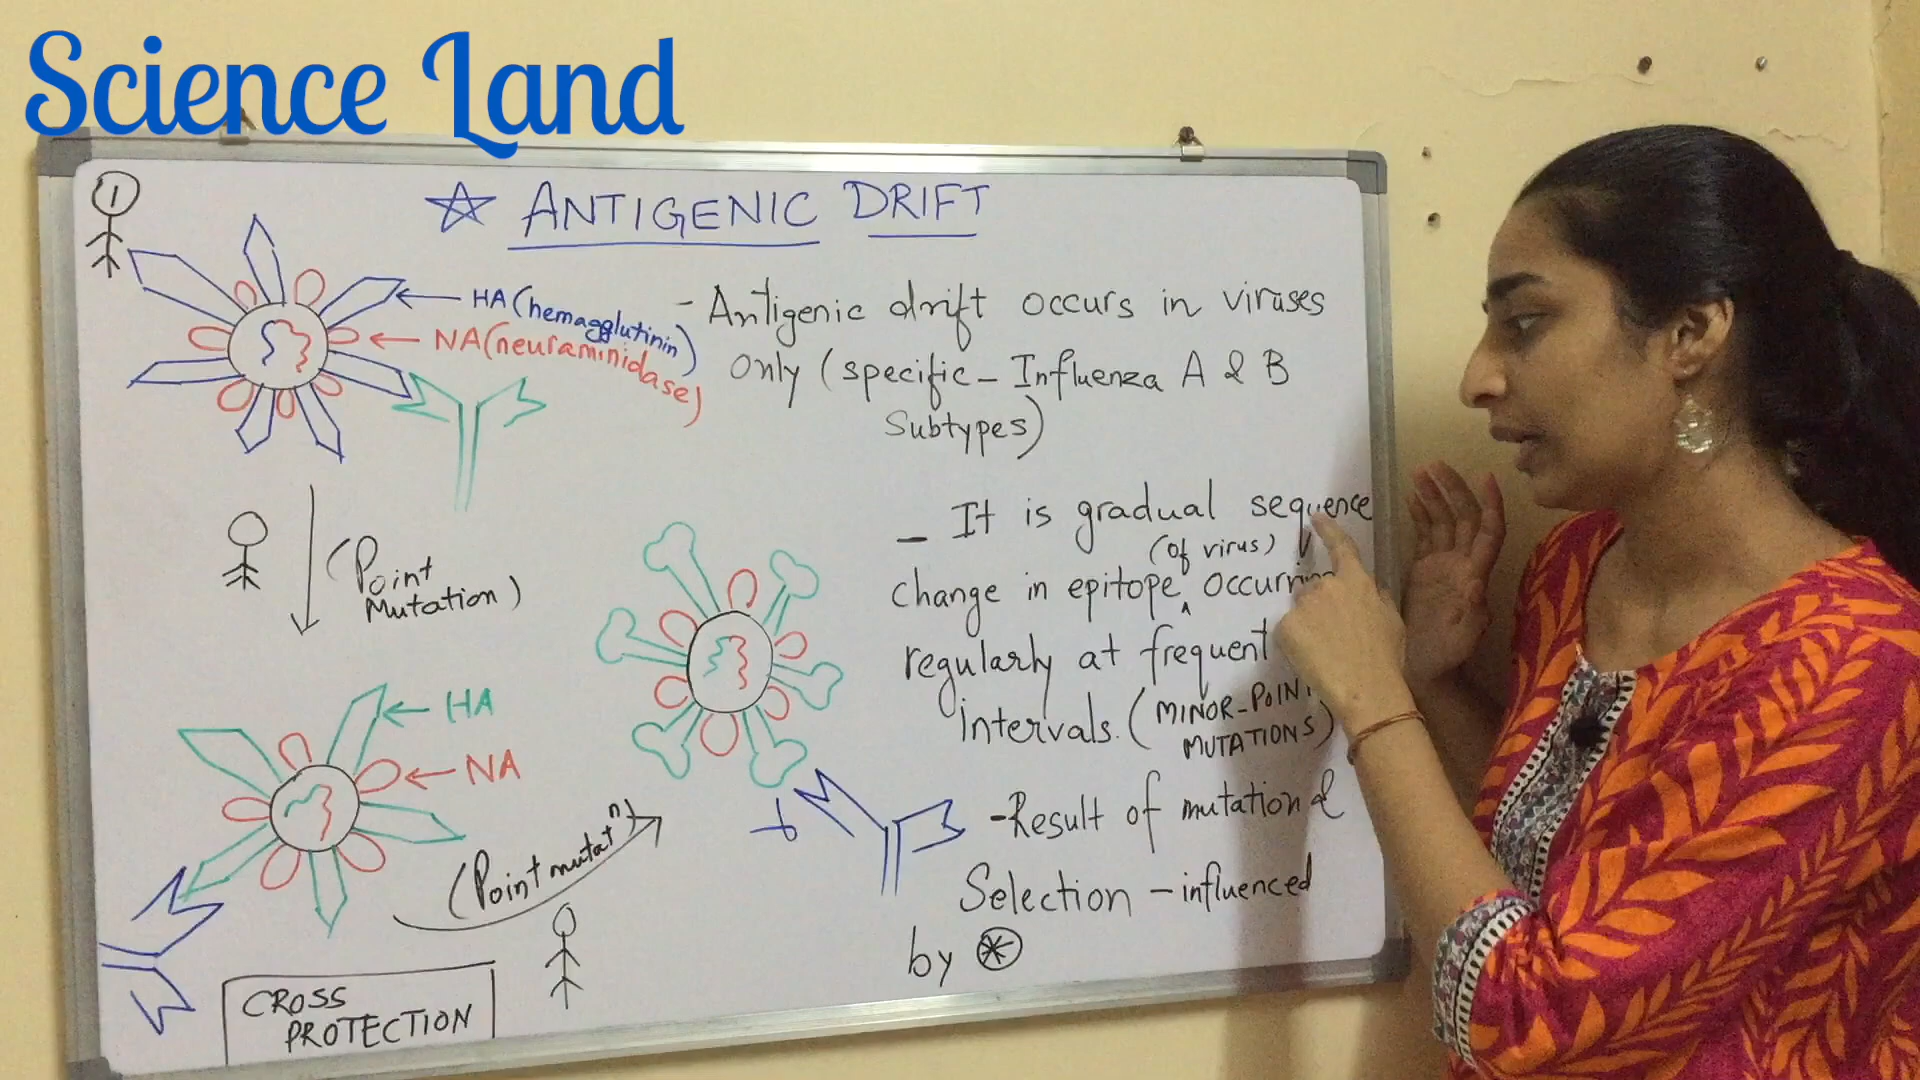 Science Land
1
☆ ANTIGENIC DRIFT
HA (hemagglutinin)
NA (neuraminidase)
- Antigenic drift occurs in viruses
only (specific - Influenza A & B
Subtypes)
- It is gradual sequence
(of virus)
change in epitope ^ occurring
regularly at frequent
intervals. (MINOR-POINT
MUTATIONS)
- Result of mutation &
Selection - influenced
by ⊛
(Point
Mutation)
HA
NA
(Point mutatⁿ)
CROSS
PROTECTION